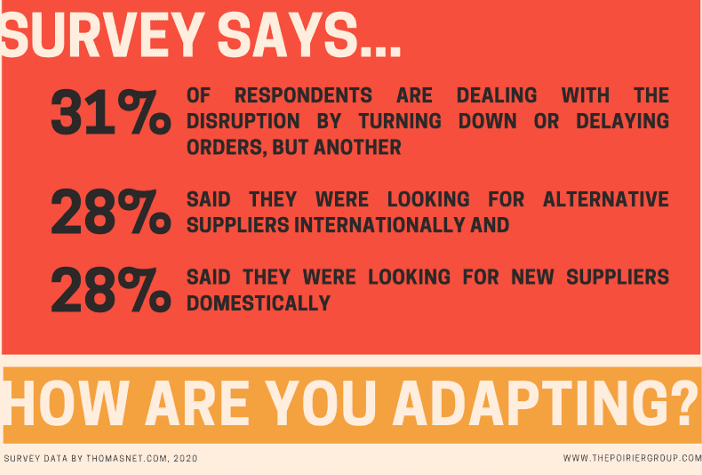 SURVEY SAYS...
31% OF RESPONDENTS ARE DEALING WITH THE
DISRUPTION BY TURNING DOWN OR DELAYING
ORDERS, BUT ANOTHER
28% SAID THEY WERE LOOKING FOR ALTERNATIVE
SUPPLIERS INTERNATIONALLY AND
28% SAID THEY WERE LOOKING FOR NEW SUPPLIERS
DOMESTICALLY
HOW ARE YOU ADAPTING?
SURVEY DATA BY THOMASNET.COM, 2020
WWW.THEPOIRIERGROUP.COM